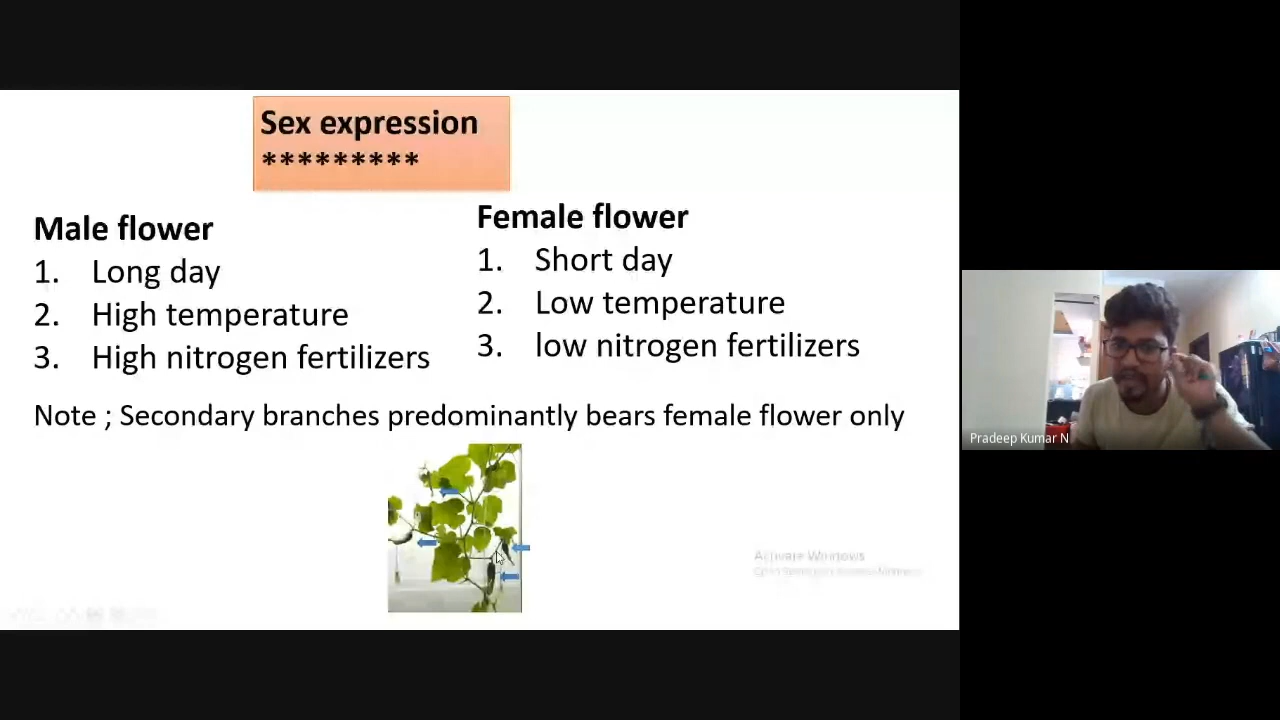 Sex expression
*********
Male flower
1. Long day
2. High temperature
3. High nitrogen fertilizers
Female flower
1. Short day
2. Low temperature
3. low nitrogen fertilizers
Note ; Secondary branches predominantly bears female flower only
Activate Windows
Pradeep Kumar N